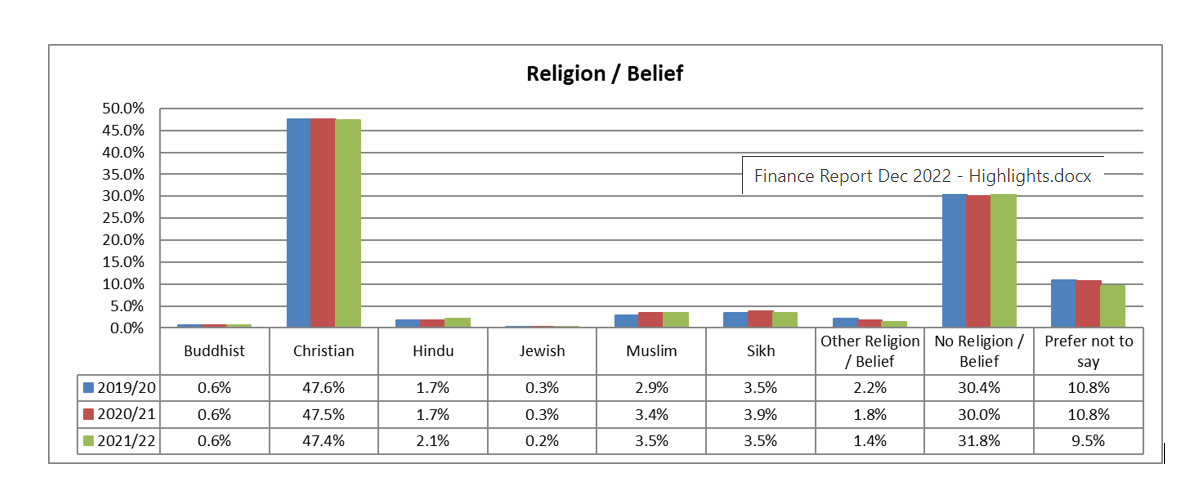 Religion / Belief
50.0%
45.0%
40.0%
35.0%
30.0%
25.0%
20.0%
15.0%
10.0%
5.0%
0.0%
Finance Report Dec 2022 - Highlights.docx
Buddhist Christian Hindu Jewish Muslim Sikh Other Religion / Belief No Religion / Belief Prefer not to say
2019/20 0.6% 47.6% 1.7% 0.3% 2.9% 3.5% 2.2% 30.4% 10.8%
2020/21 0.6% 47.5% 1.7% 0.3% 3.4% 3.9% 1.8% 30.0% 10.8%
2021/22 0.6% 47.4% 2.1% 0.2% 3.5% 3.5% 1.4% 31.8% 9.5%